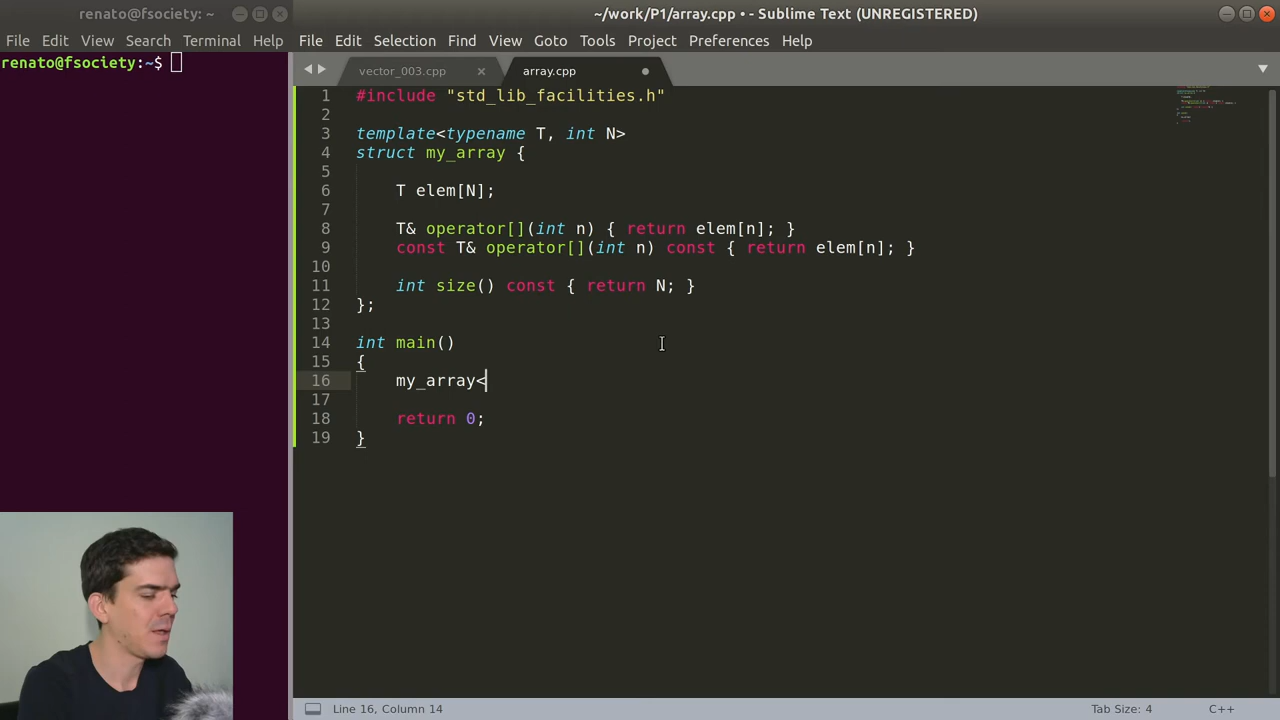 renato@fsociety: ~
~/work/P1/array.cpp • - Sublime Text (UNREGISTERED)
File Edit View Search Terminal Help
File Edit Selection Find View Goto Tools Project Preferences Help
renato@fsociety:~$
vector_003.cpp × array.cpp
1 #include "std_lib_facilities.h"
2
3 template<typename T, int N>
4 struct my_array {
5
6 T elem[N];
7
8 T& operator[](int n) { return elem[n]; }
9 const T& operator[](int n) const { return elem[n]; }
10
11 int size() const { return N; }
12 };
13
14 int main()
15 {
16 my_array<
17
18 return 0;
19 }
Line 16, Column 14
Tab Size: 4
C++